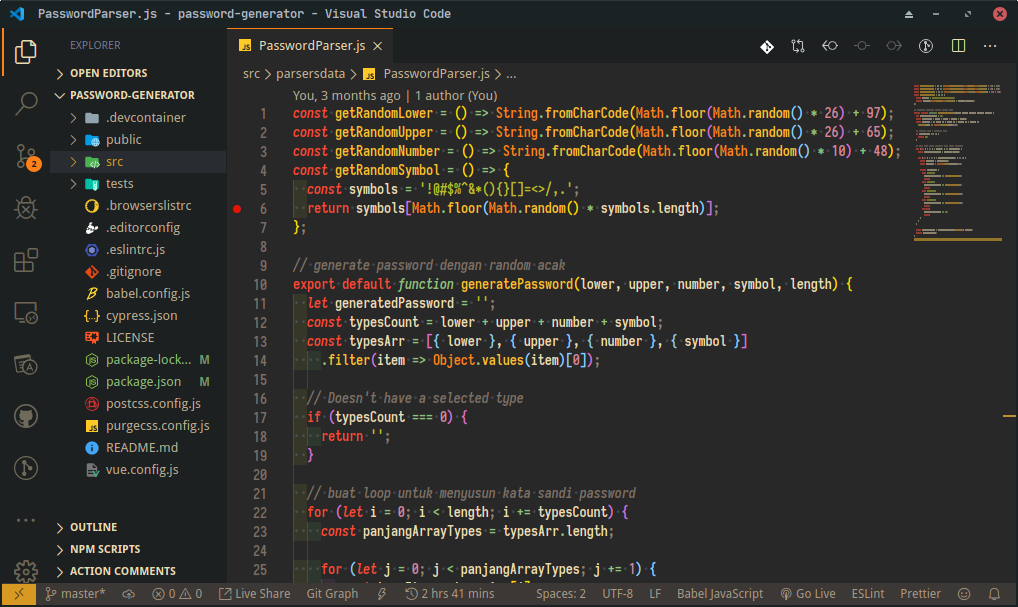 PasswordParser.js - password-generator - Visual Studio Code
EXPLORER
OPEN EDITORS
PASSWORD-GENERATOR
.devcontainer
public
src
tests
.browserslistrc
.editorconfig
.eslintrc.js
.gitignore
babel.config.js
cypress.json
LICENSE
package-lock... M
package.json M
postcss.config.js
purgecss.config.js
README.md
vue.config.js
OUTLINE
NPM SCRIPTS
ACTION COMMENTS
2
JS PasswordParser.js
src > parsersdata > JS PasswordParser.js > ...
You, 3 months ago | 1 author (You)
1 const getRandomLower = () => String.fromCharCode(Math.floor(Math.random() * 26) + 97);
2 const getRandomUpper = () => String.fromCharCode(Math.floor(Math.random() * 26) + 65);
3 const getRandomNumber = () => String.fromCharCode(Math.floor(Math.random() * 10) + 48);
4 const getRandomSymbol = () => {
5 const symbols = '!@#$%^&*(){}[]=<>/,.';
6 return symbols[Math.floor(Math.random() * symbols.length)];
7 };
8
9 // generate password dengan random acak
10 export default function generatePassword(lower, upper, number, symbol, length) {
11 let generatedPassword = '';
12 const typesCount = lower + upper + number + symbol;
13 const typesArr = [{ lower }, { upper }, { number }, { symbol }]
14 .filter(item => Object.values(item)[0]);
15
16 // Doesn't have a selected type
17 if (typesCount === 0) {
18 return '';
19 }
20
21 // buat loop untuk menyusun kata sandi password
22 for (let i = 0; i < length; i += typesCount) {
23 const panjangArrayTypes = typesArr.length;
24
25 for (let j = 0; j < panjangArrayTypes; j += 1) {
master* 0 0 Live Share Git Graph 2 hrs 41 mins Spaces: 2 UTF-8 LF Babel JavaScript Go Live ESLint Prettier